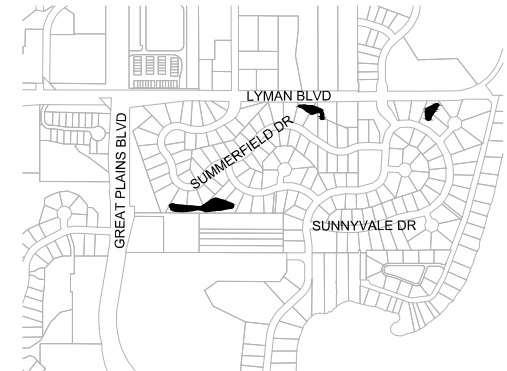 LYMAN BLVD
SUMMERFIELD DR
GREAT PLAINS BLVD
SUNNYVALE DR